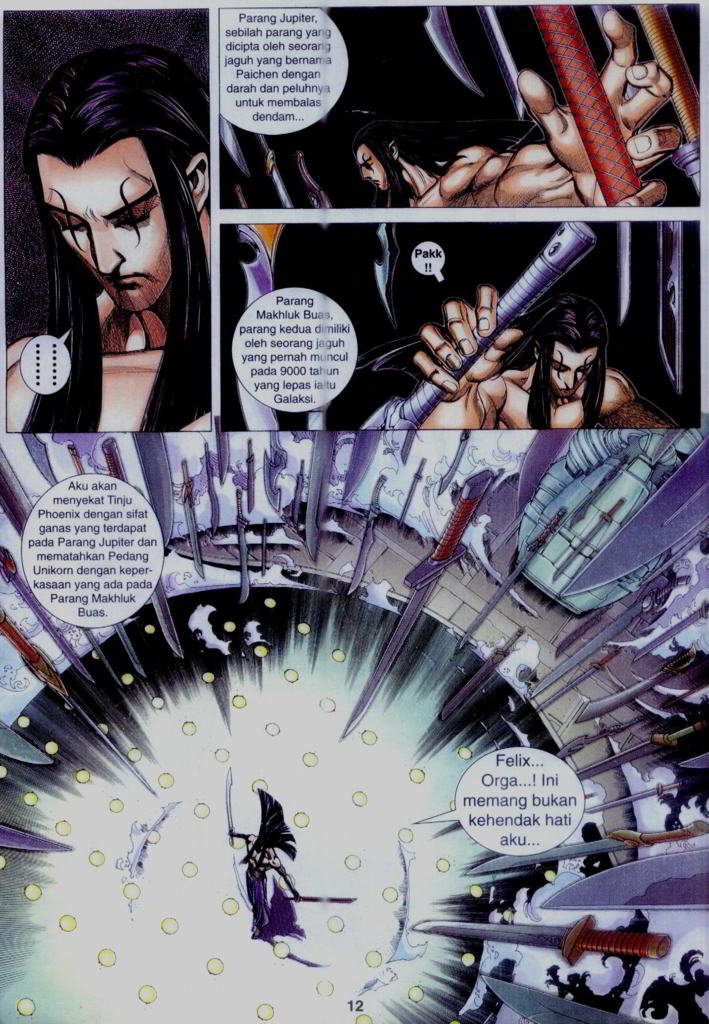 Parang Jupiter,
sebilah parang yang
dicipta oleh seorang
jaguh yang bernama
Paichen dengan
darah dan peluhnya
untuk membalas
dendam...
Parang
Makhluk Buas,
parang kedua dimiliki
oleh seorang jaguh
yang pernah muncul
pada 9000 tahun
yang lepas iaitu
Galaksi.
Pakk
!!
Aku akan
menyekat Tinju
Phoenix dengan sifat
ganas yang terdapat
pada Parang Jupiter dan
mematahkan Pedang
Unikorn dengan keper-
kasaan yang ada pada
Parang Makhluk
Buas.
Felix...
Orga...! Ini
memang bukan
kehendak hati
aku...
12